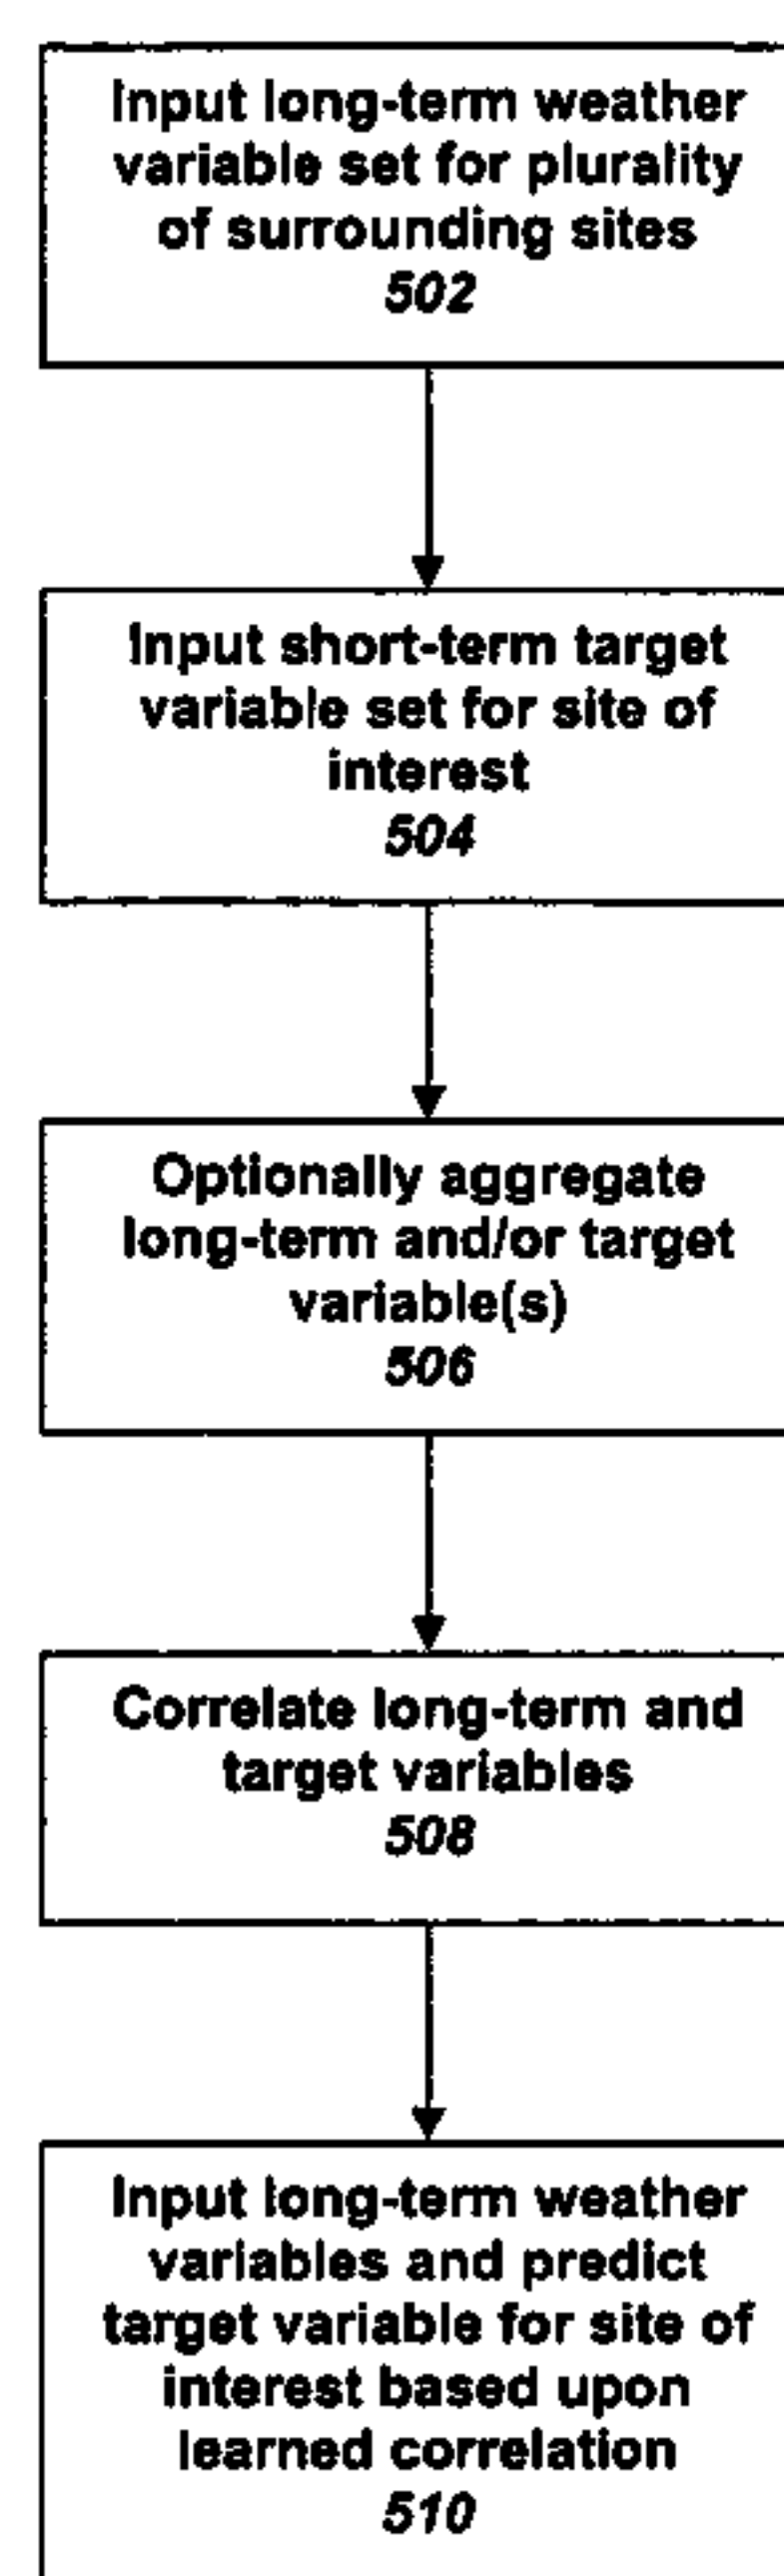 Input long-term weather
variable set for plurality
of surrounding sites
502
Input short-term target
variable set for site of
interest
504
Optionally aggregate
long-term and/or target
variable(s)
506
Correlate long-term and
target variables
508
Input long-term weather
variables and predict
target variable for site of
interest based upon
learned correlation
510